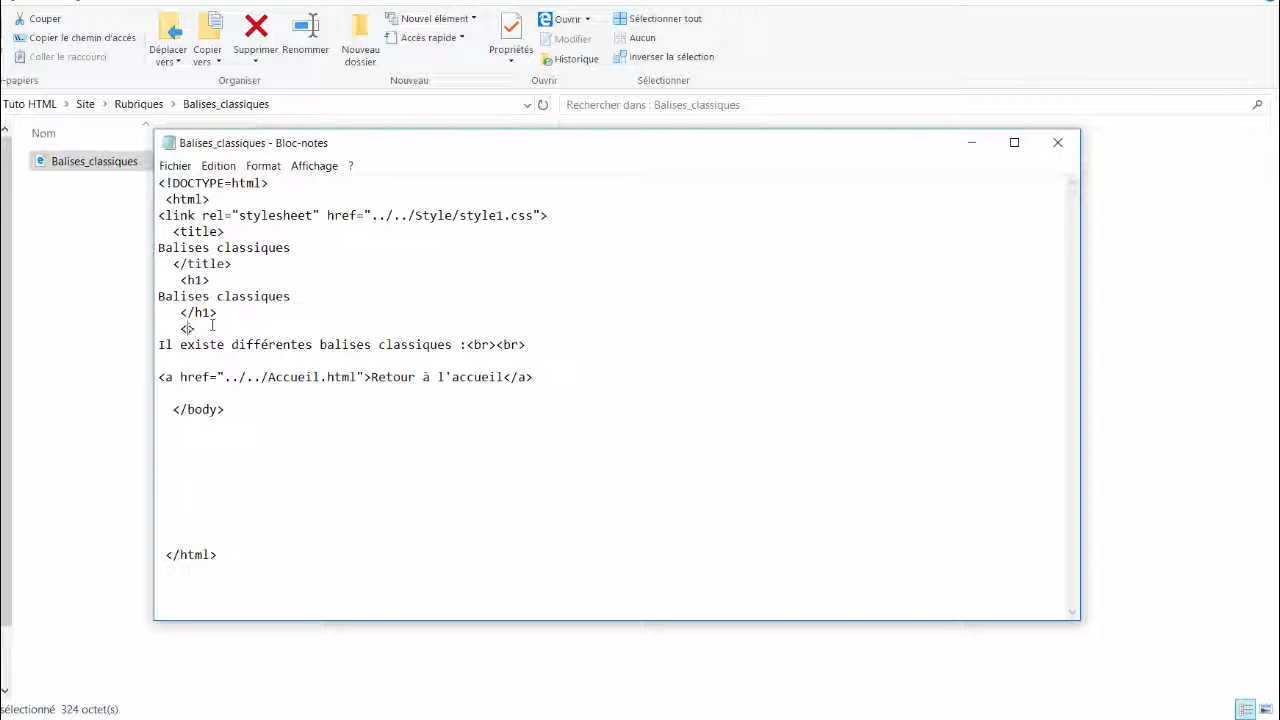 Couper
Copier le chemin d'accès
Coller le raccourci
-papiers
Déplacer vers
Copier vers
Supprimer
Renommer
Organiser
Nouveau dossier
Nouvel élément
Accès rapide
Nouveau
Propriétés
Ouvrir
Modifier
Historique
Ouvrir
Sélectionner tout
Aucun
Inverser la sélection
Sélectionner
Tuto HTML > Site > Rubriques > Balises_classiques
Rechercher dans : Balises_classiques
Nom
Balises_classiques
Balises_classiques - Bloc-notes
Fichier Edition Format Affichage ?
<!DOCTYPE=html>
<html>
<link rel="stylesheet" href="../../Style/style1.css">
<title>
Balises classiques
</title>
<h1>
Balises classiques
</h1>
<>
Il existe différentes balises classiques :<br><br>
<a href="../../Accueil.html">Retour à l'accueil</a>
</body>
</html>
sélectionné 324 octet(s)